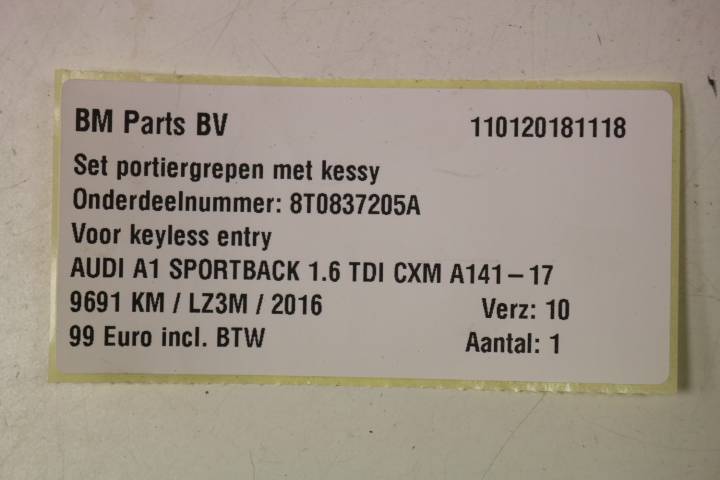 BM Parts BV 110120181118
Set portiergrepen met kessy
Onderdeelnummer: 8T0837205A
Voor keyless entry
AUDI A1 SPORTBACK 1.6 TDI CXM A141-17
9691 KM / LZ3M / 2016 Verz: 10
99 Euro incl. BTW Aantal: 1